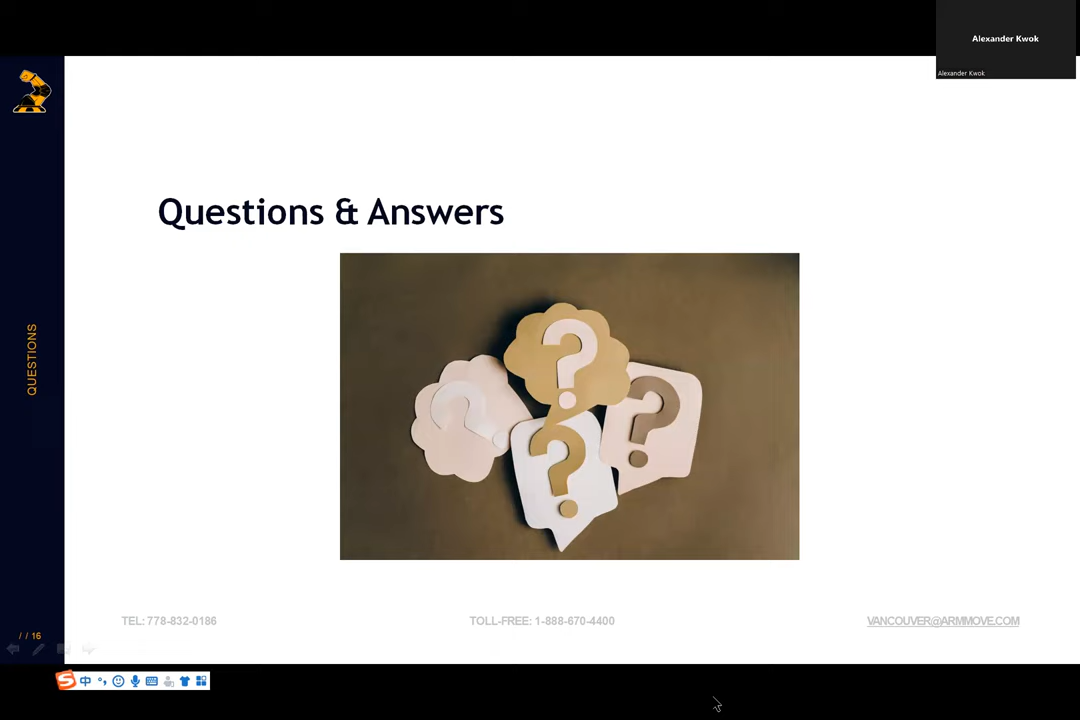 Alexander Kwok
Alexander Kwok
Questions & Answers
QUESTIONS
? ? ? ?
TEL: 778-832-0186
TOLL-FREE: 1-888-670-4400
VANCOUVER@ARMMOVE.COM
/ / 16
S 中 °,